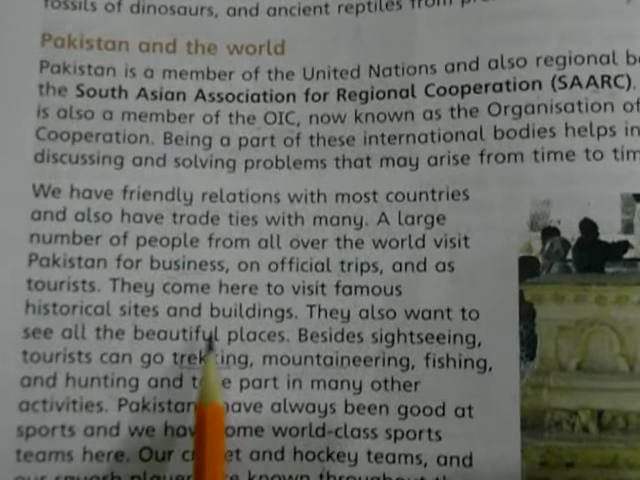 fossils of dinosaurs, and ancient reptiles from
Pakistan and the world
Pakistan is a member of the United Nations and also regional
the South Asian Association for Regional Cooperation (SAARC).
is also a member of the OIC, now known as the Organisation of
Cooperation. Being a part of these international bodies helps in
discussing and solving problems that may arise from time to
We have friendly relations with most countries
and also have trade ties with many. A large
number of people from all over the world visit
Pakistan for business, on official trips, and as
tourists. They come here to visit famous
historical sites and buildings. They also want to
see all the beautiful places. Besides sightseeing,
tourists can go trekking, mountaineering, fishing,
and hunting and take part in many other
activities. have always been good at
sports and we have some world-class sports
teams here. Our cricket and hockey teams, and
our squash known throughout the